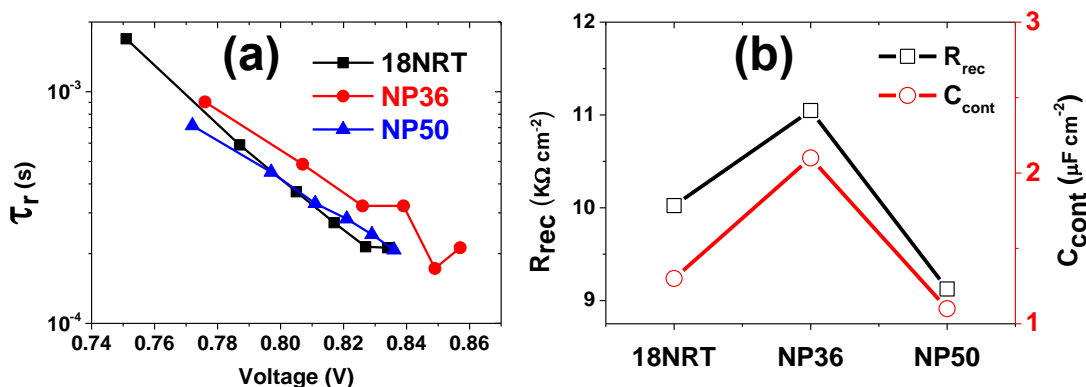 (a)
18NRT
NP36
NP50
10⁻³
10⁻⁴
τr (s)
0.74 0.76 0.78 0.80 0.82 0.84 0.86
Voltage (V)
(b)
Rrec
Ccont
12
11
10
9
Rrec (KΩ cm⁻²)
3
2
1
Ccont (µF cm⁻²)
18NRT NP36 NP50